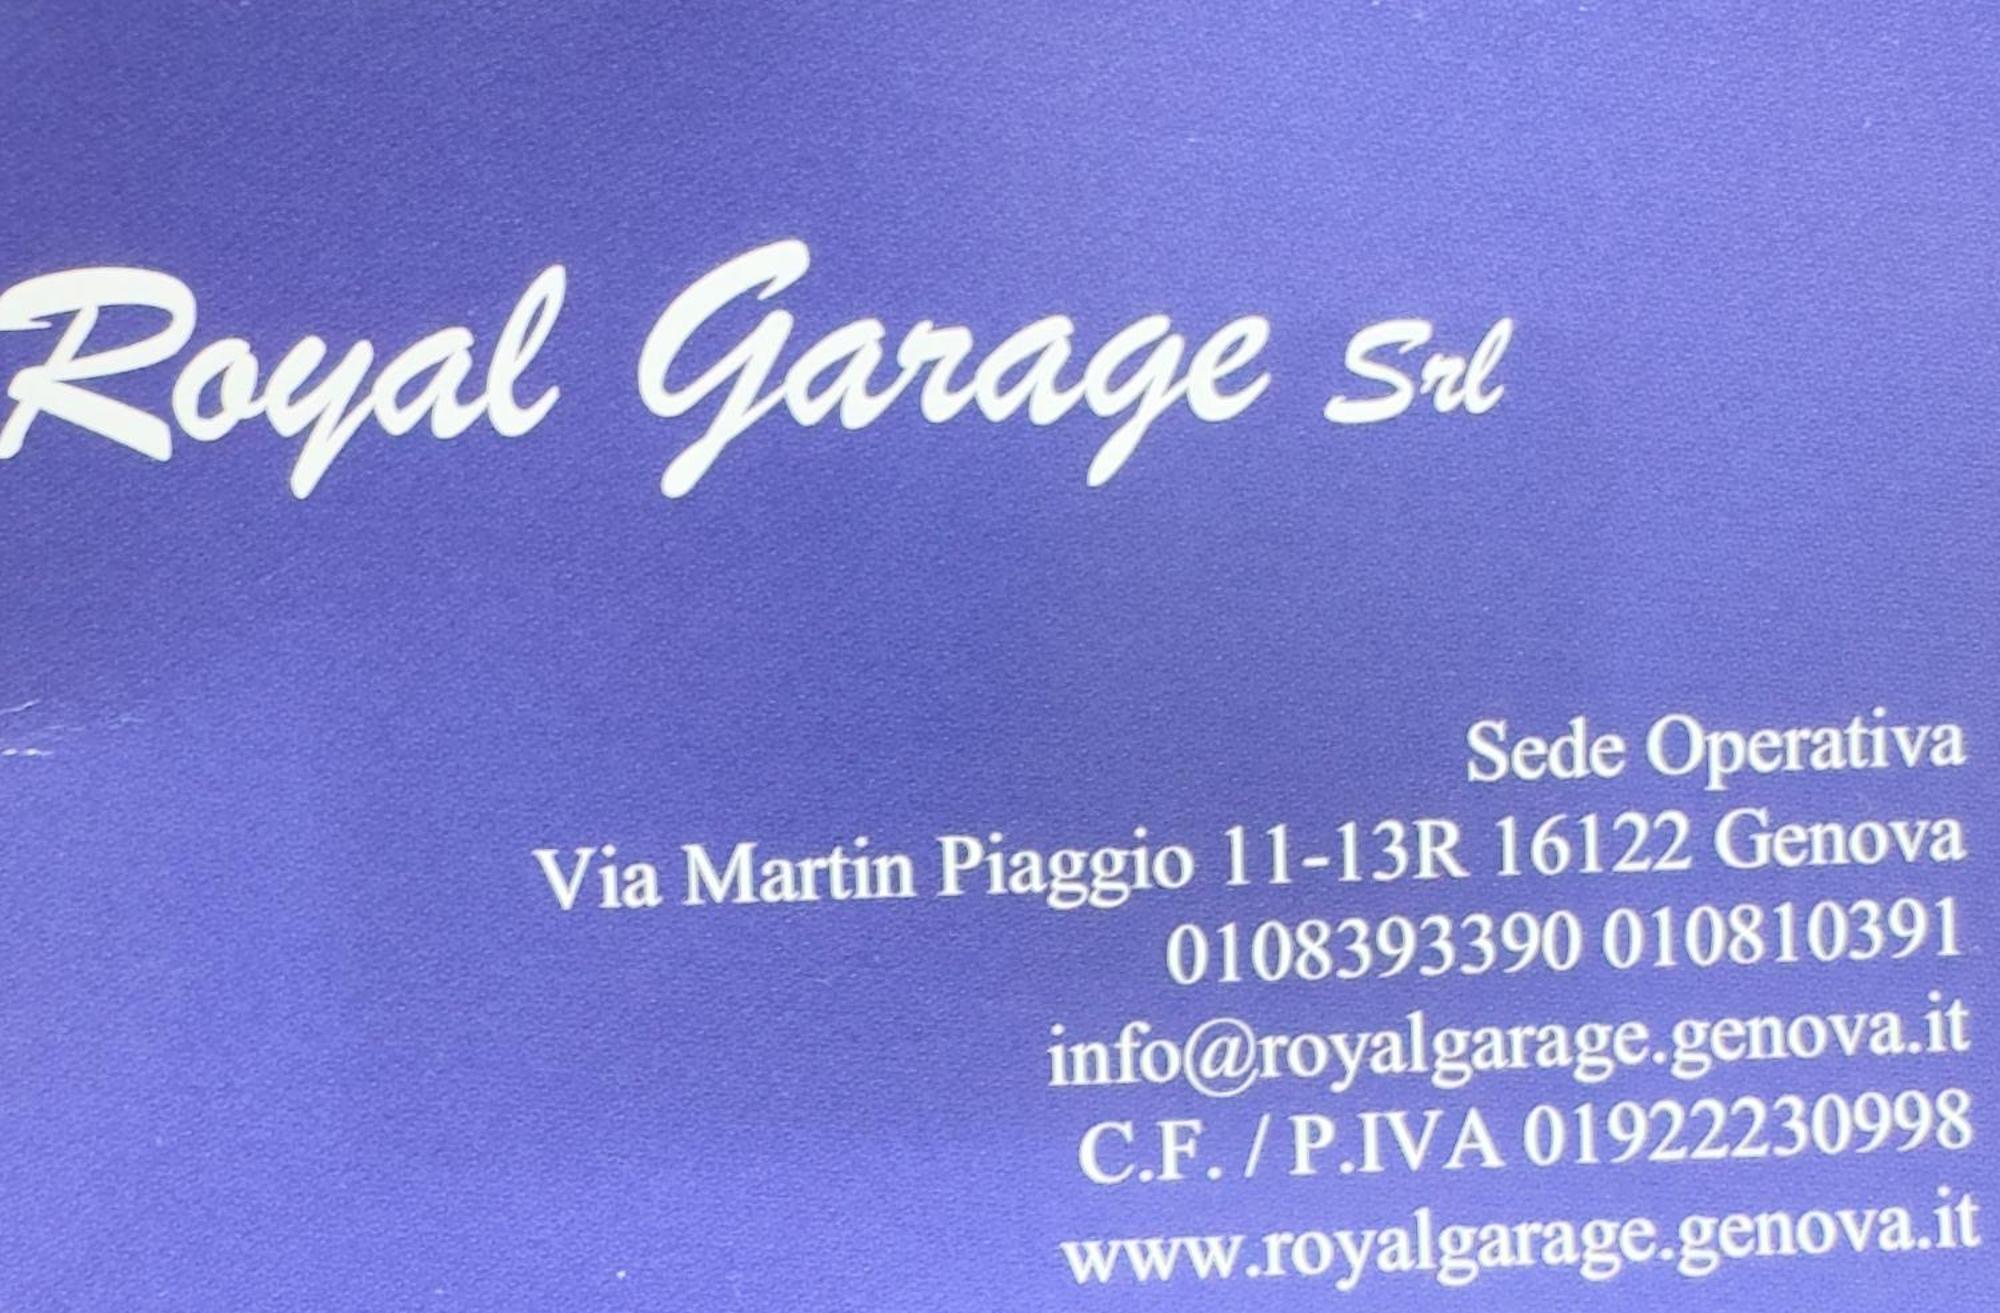 Royal Garage Srl
Sede Operativa
Via Martin Piaggio 11-13R 16122 Genova
0108393390 010810391
info@royalgarage.genova.it
C.F. / P.IVA 01922230998
www.royalgarage.genova.it